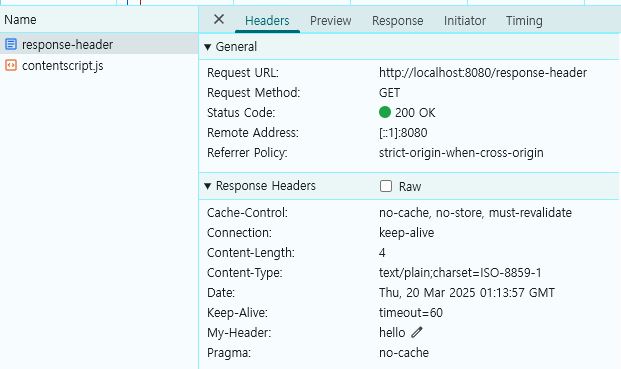 Name
response-header
contentscript.js
Headers Preview Response Initiator Timing
General
Request URL: http://localhost:8080/response-header
Request Method: GET
Status Code: 200 OK
Remote Address: [::1]:8080
Referrer Policy: strict-origin-when-cross-origin
Response Headers Raw
Cache-Control: no-cache, no-store, must-revalidate
Connection: keep-alive
Content-Length: 4
Content-Type: text/plain;charset=ISO-8859-1
Date: Thu, 20 Mar 2025 01:13:57 GMT
Keep-Alive: timeout=60
My-Header: hello
Pragma: no-cache